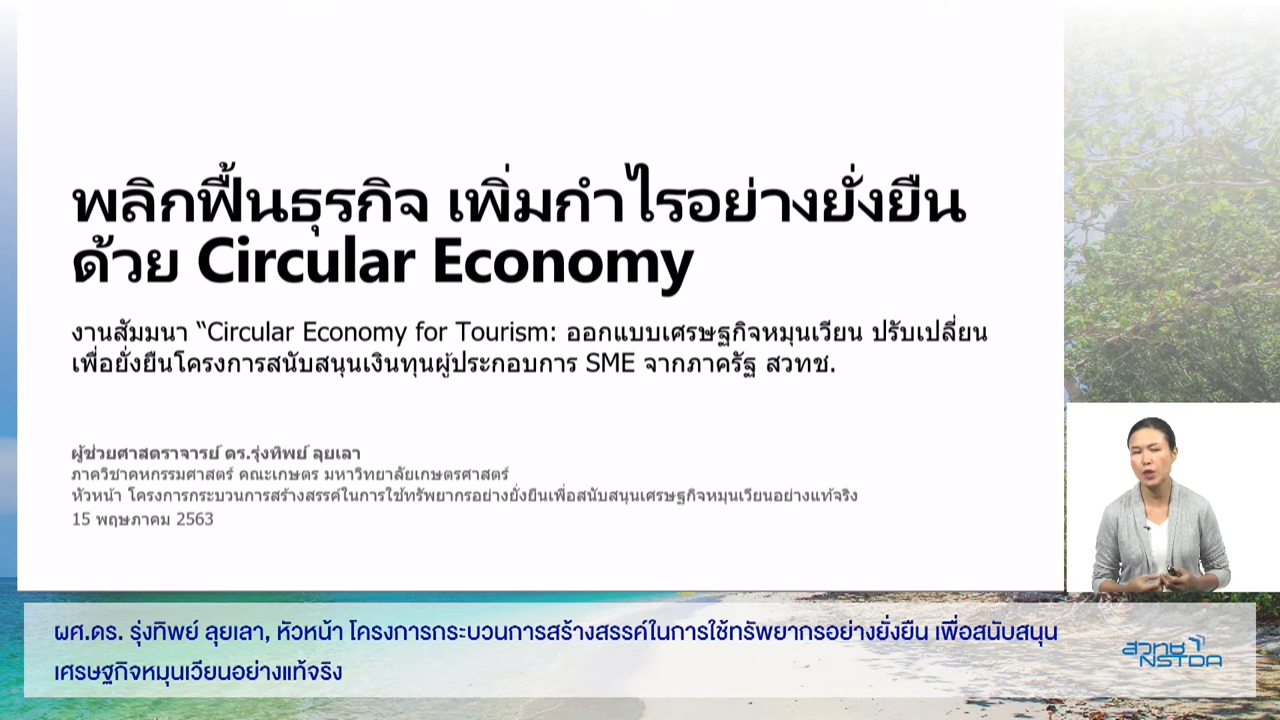 พลิกฟื้นธุรกิจ เพิ่มกำไรอย่างยั่งยืน
ด้วย Circular Economy
งานสัมมนา “Circular Economy for Tourism: ออกแบบเศรษฐกิจหมุนเวียน ปรับเปลี่ยน
เพื่อยั่งยืนโครงการสนับสนุนเงินทุนผู้ประกอบการ SME จากภาครัฐ สวทช.
ผู้ช่วยศาสตราจารย์ ดร.รุ่งทิพย์ ลุยเลา
ภาควิชาคหกรรมศาสตร์ คณะเกษตร มหาวิทยาลัยเกษตรศาสตร์
หัวหน้า โครงการกระบวนการสร้างสรรค์ในการใช้ทรัพยากรอย่างยั่งยืนเพื่อสนับสนุนเศรษฐกิจหมุนเวียนอย่างแท้จริง
15 พฤษภาคม 2563
ผศ.ดร. รุ่งทิพย์ ลุยเลา, หัวหน้า โครงการกระบวนการสร้างสรรค์ในการใช้ทรัพยากรอย่างยั่งยืน เพื่อสนับสนุน
เศรษฐกิจหมุนเวียนอย่างแท้จริง
สวทช
NSTDA